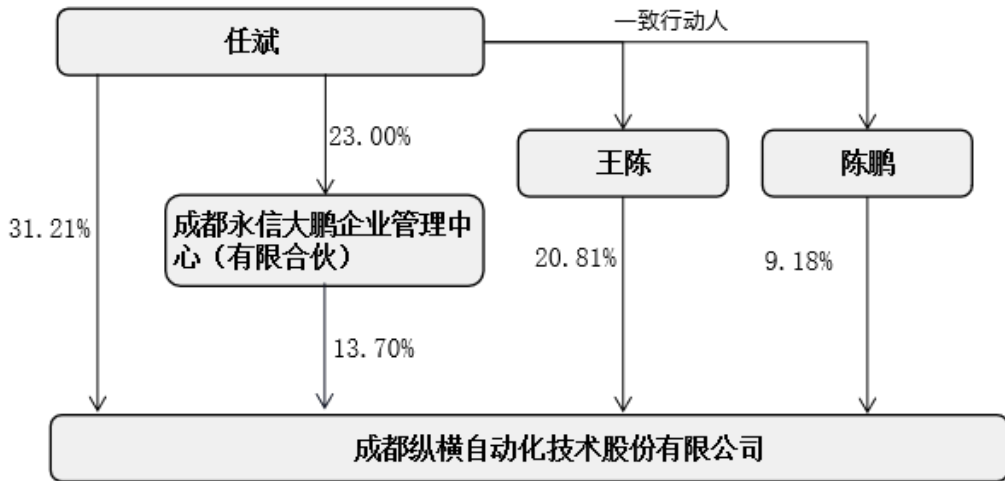 一致行动人
任斌
23.00%
王陈
陈鹏
31.21%
成都永信大鹏企业管理中
心（有限合伙）
20.81%
9.18%
13.70%
成都纵横自动化技术股份有限公司